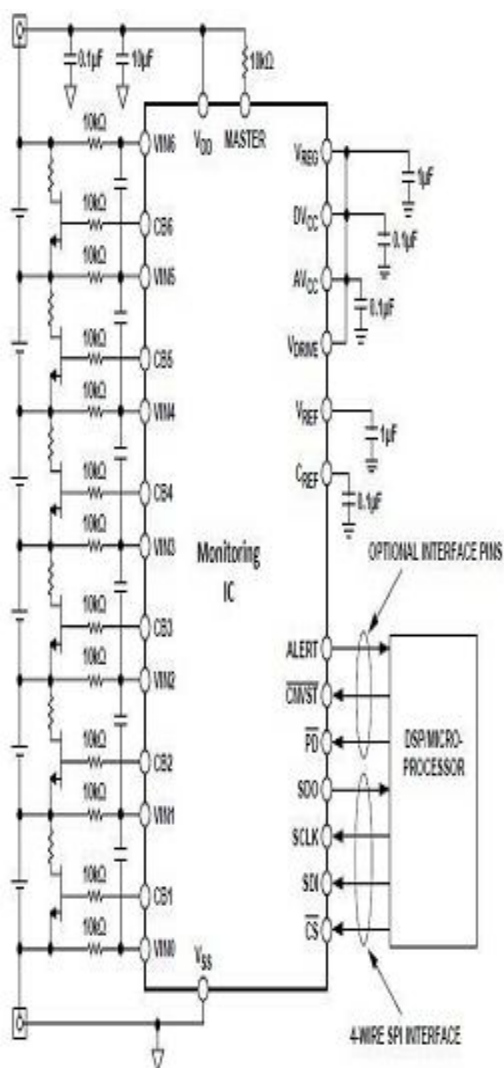 0.1µF
10µF
10kΩ
10kΩ
VIN6
VDD
MASTER
VREG
1µF
10kΩ
CB6
DVCC
0.1µF
10kΩ
VIN5
AVCC
0.1µF
10kΩ
CB5
VDRIVE
10kΩ
VIN4
VREF
1µF
10kΩ
CB4
CREF
0.1µF
10kΩ
VIN3
Monitoring
IC
OPTIONAL INTERFACE PINS
10kΩ
CB3
ALERT
10kΩ
VIN2
CNVST
PD
DSP/MICRO-
PROCESSOR
10kΩ
CB2
SDO
10kΩ
VIN1
SCLK
SDI
10kΩ
CB1
CS
10kΩ
VIN0
VSS
4-WIRE SPI INTERFACE